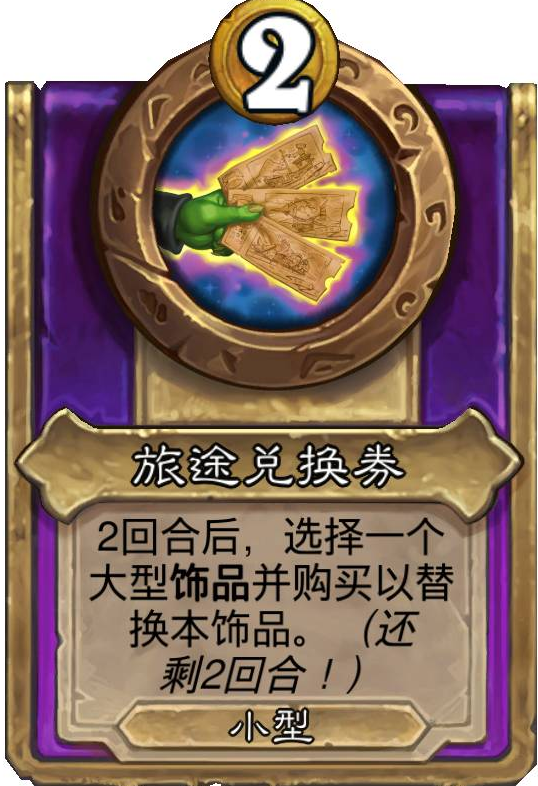 2
旅途兑换券
2回合后，选择一个
大型饰品并购买以替
换本饰品。（还
剩2回合！）
小型